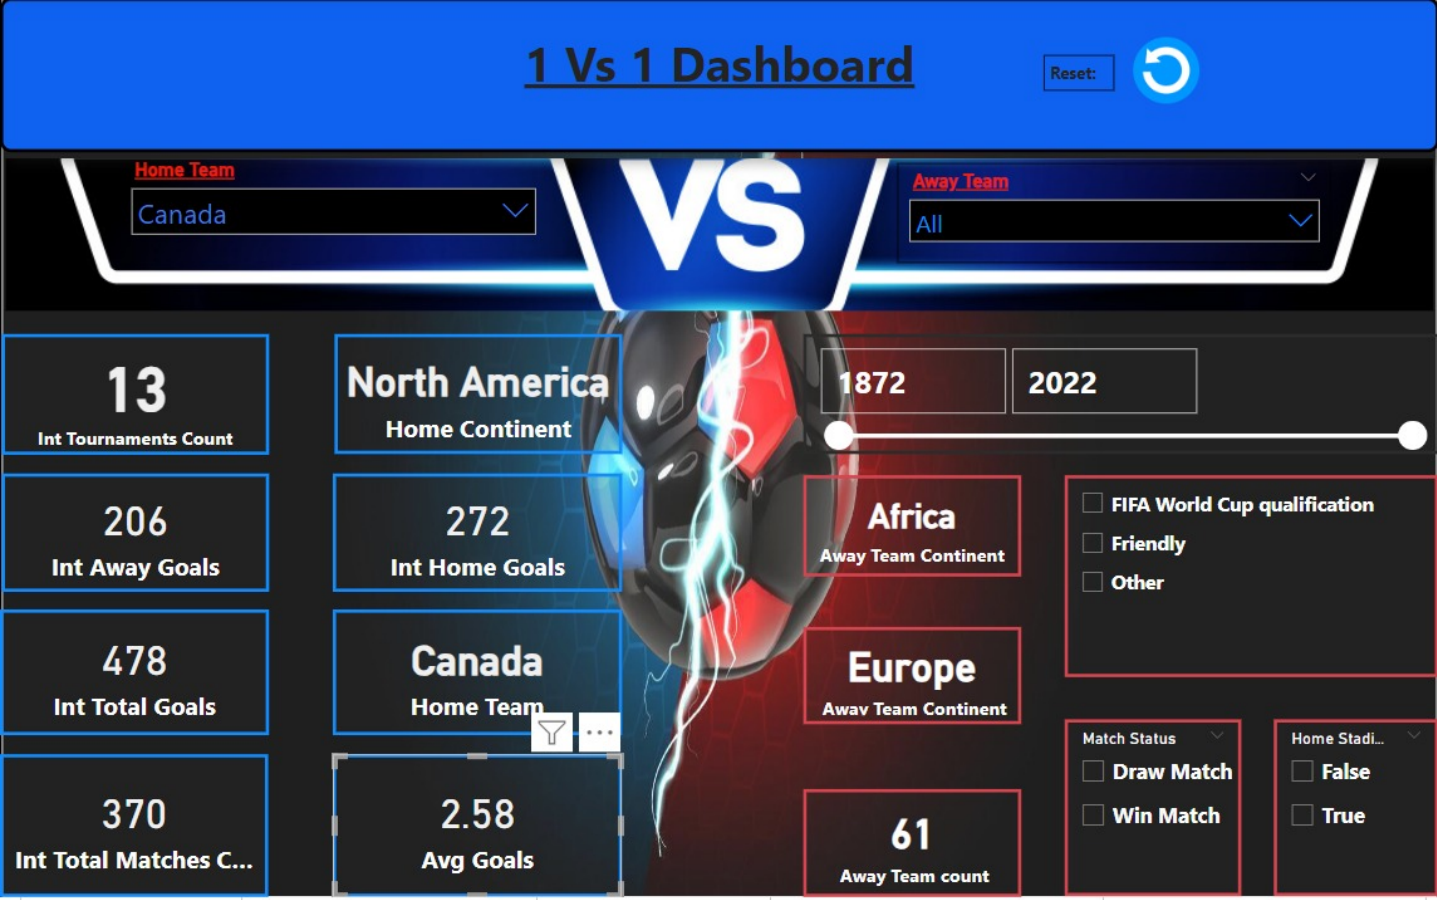 1 Vs 1 Dashboard
Reset:
Home Team
Canada
VS
Away Team
All
13
Int Tournaments Count
North America
Home Continent
1872
2022
206
Int Away Goals
272
Int Home Goals
Africa
Away Team Continent
FIFA World Cup qualification
Friendly
Other
478
Int Total Goals
Canada
Home Team
Europe
Away Team Continent
370
Int Total Matches C...
2.58
Avg Goals
61
Away Team count
Match Status
Draw Match
Win Match
Home Stadi...
False
True